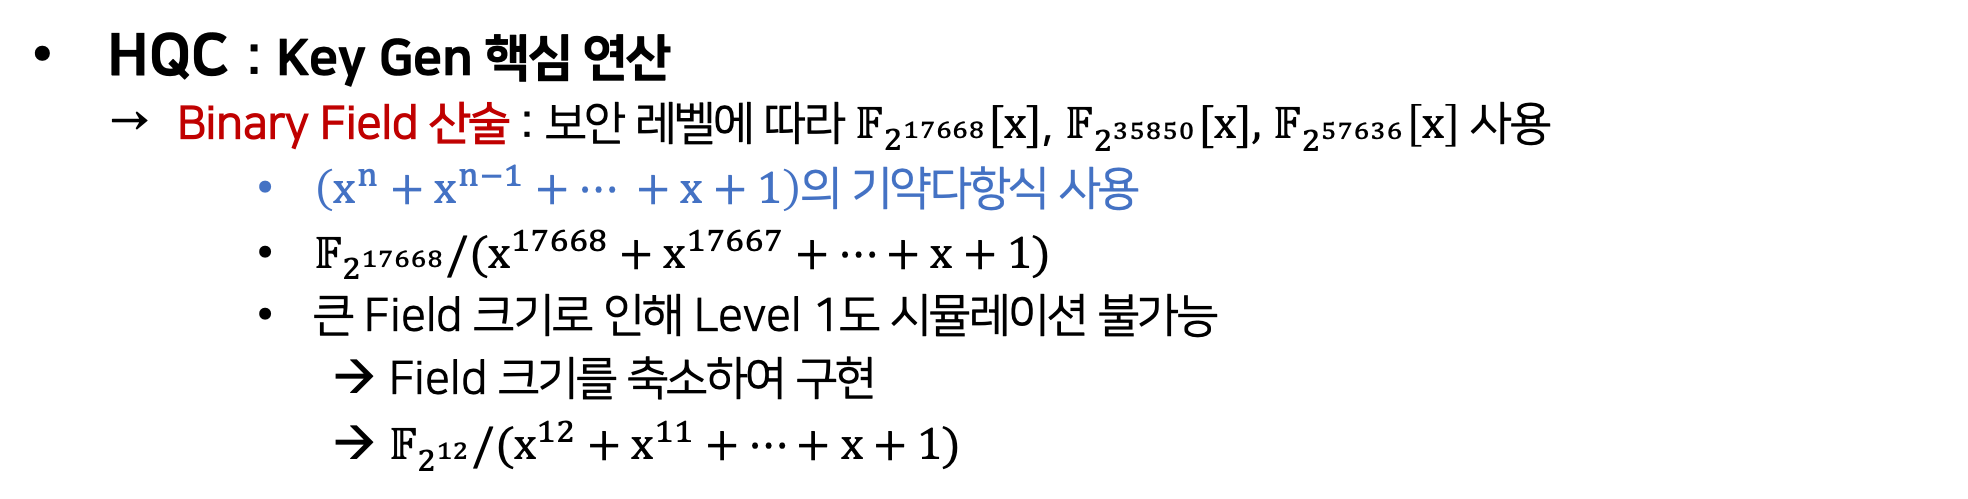 • HQC : Key Gen 핵심 연산
→ Binary Field 산술 : 보안 레벨에 따라 𝔽_{2^{17668}}[x], 𝔽_{2^{35850}}[x], 𝔽_{2^{57636}}[x] 사용
• (x^n + x^{n−1} + ⋯ + x + 1)의 기약다항식 사용
• 𝔽_{2^{17668}}/(x^{17668} + x^{17667} + ⋯ + x + 1)
• 큰 Field 크기로 인해 Level 1도 시뮬레이션 불가능
→ Field 크기를 축소하여 구현
→ 𝔽_{2^{12}}/(x^{12} + x^{11} + ⋯ + x + 1)